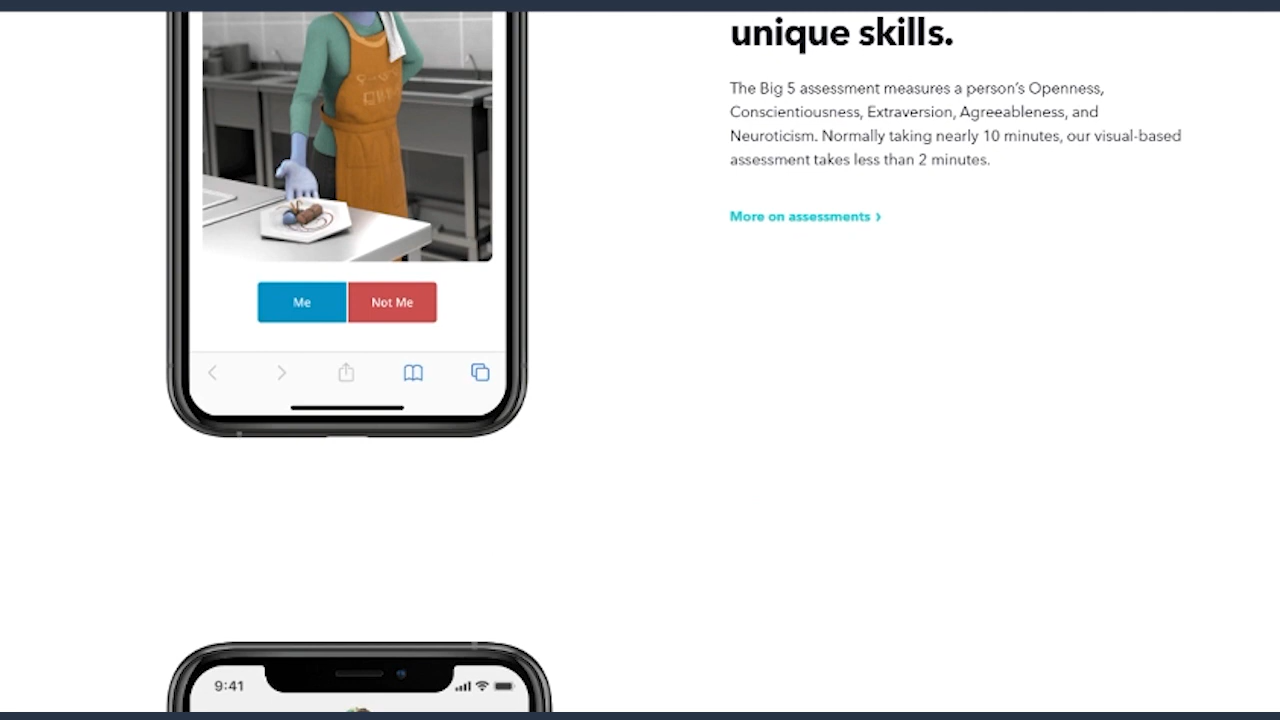 unique skills.
The Big 5 assessment measures a person's Openness,
Conscientiousness, Extraversion, Agreeableness, and
Neuroticism. Normally taking nearly 10 minutes, our visual-based
assessment takes less than 2 minutes.
More on assessments ›
Me
Not Me
9:41